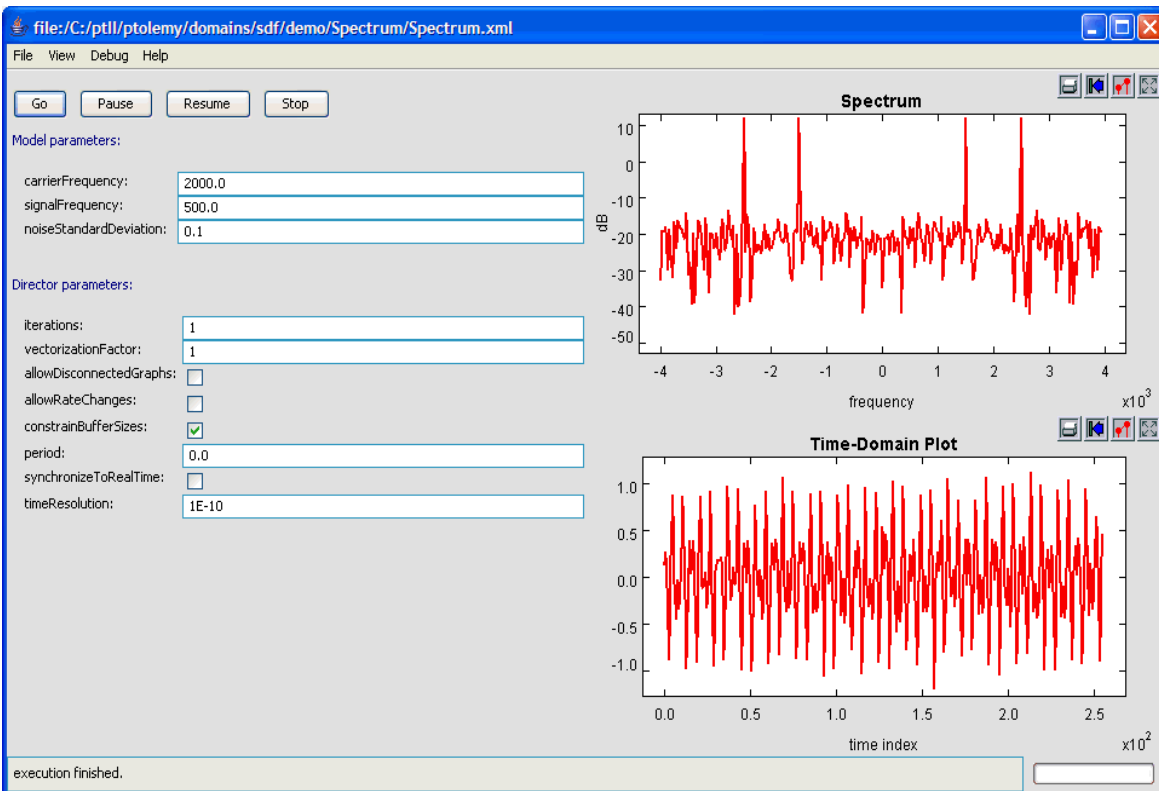 file:/C:/ptII/ptolemy/domains/sdf/demo/Spectrum/Spectrum.xml
File View Debug Help
Go Pause Resume Stop
Model parameters:
carrierFrequency: 2000.0
signalFrequency: 500.0
noiseStandardDeviation: 0.1
Director parameters:
iterations: 1
vectorizationFactor: 1
allowDisconnectedGraphs:
allowRateChanges:
constrainBufferSizes:
period: 0.0
synchronizeToRealTime:
timeResolution: 1E-10
Spectrum
10
0
-10
-20
-30
-40
-50
dB
-4 -3 -2 -1 0 1 2 3 4
frequency x10^3
Time-Domain Plot
1.0
0.5
0.0
-0.5
-1.0
0.0 0.5 1.0 1.5 2.0 2.5
time index x10^2
execution finished.